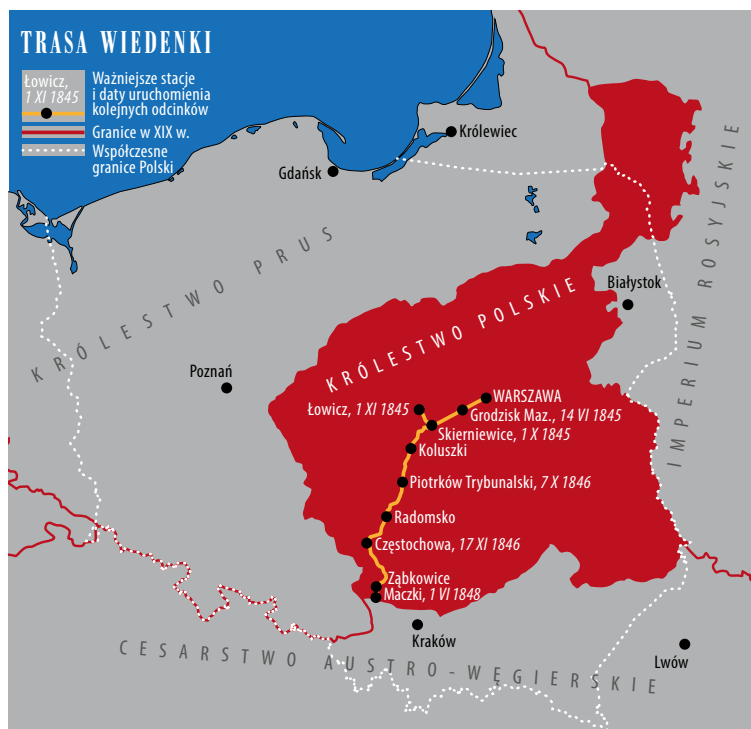 TRASA WIEDENKI
Łowicz,
1 XI 1845
Ważniejsze stacje
i daty uruchomienia
kolejnych odcinków
Granice w XIX w.
Współczesne
granice Polski
Królewiec
Gdańsk
KRÓLESTWO PRUS
IMPERIUM ROSYJSKIE
Białystok
KRÓLESTWO POLSKIE
Poznań
WARSZAWA
Łowicz, 1 XI 1845
Grodzisk Maz., 14 VI 1845
Skierniewice, 1 X 1845
Koluszki
Piotrków Trybunalski, 7 X 1846
Radomsko
Częstochowa, 17 XI 1846
Ząbkowice
Maczki, 1 VI 1848
Kraków
Lwów
CESARSTWO AUSTRO-WĘGIERSKIE